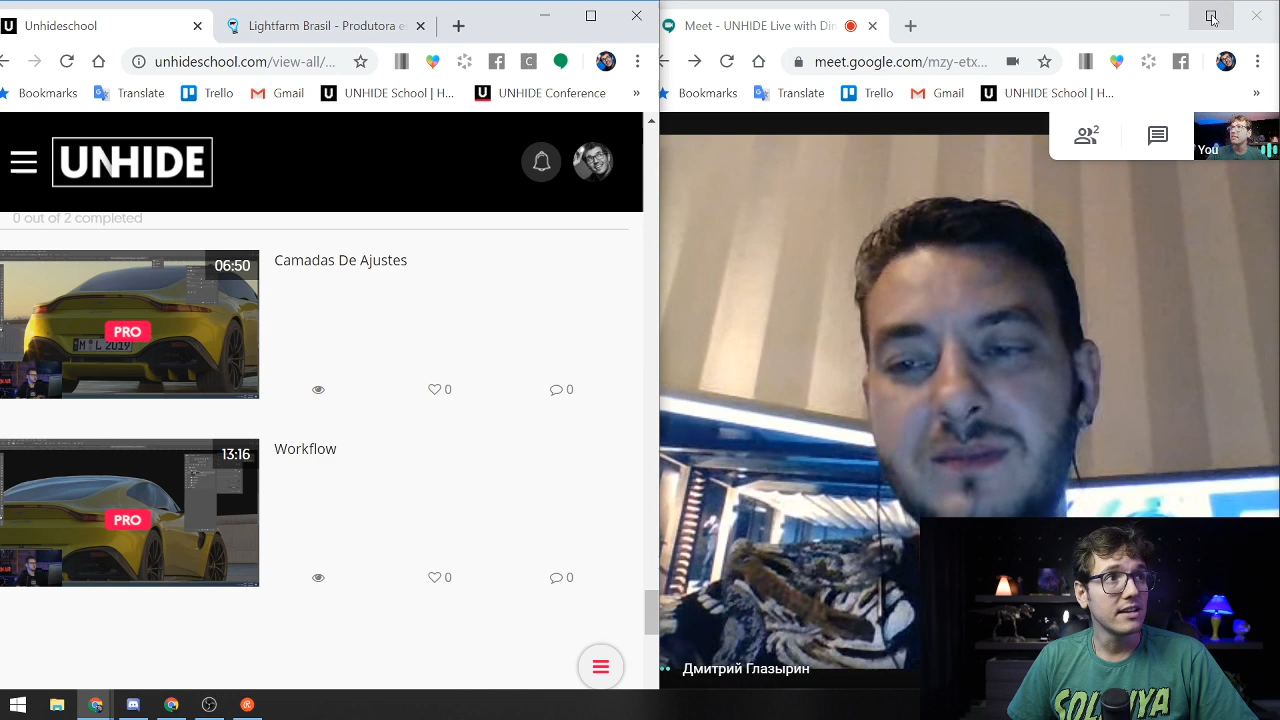 Unhideschool
Lightfarm Brasil - Produtora e
Meet - UNHIDE Live with Dim
unhideschool.com/view-all/...
meet.google.com/mzy-etx...
Bookmarks
Translate
Trello
Gmail
UNHIDE School | H...
UNHIDE Conference
»
Bookmarks
Translate
Trello
Gmail
UNHIDE School | H...
»
UNHIDE
2
You
0 out of 2 completed
06:50
Camadas De Ajustes
PRO
M L 2019
0
0
13:16
Workflow
PRO
0
0
Дмитрий Глазырин